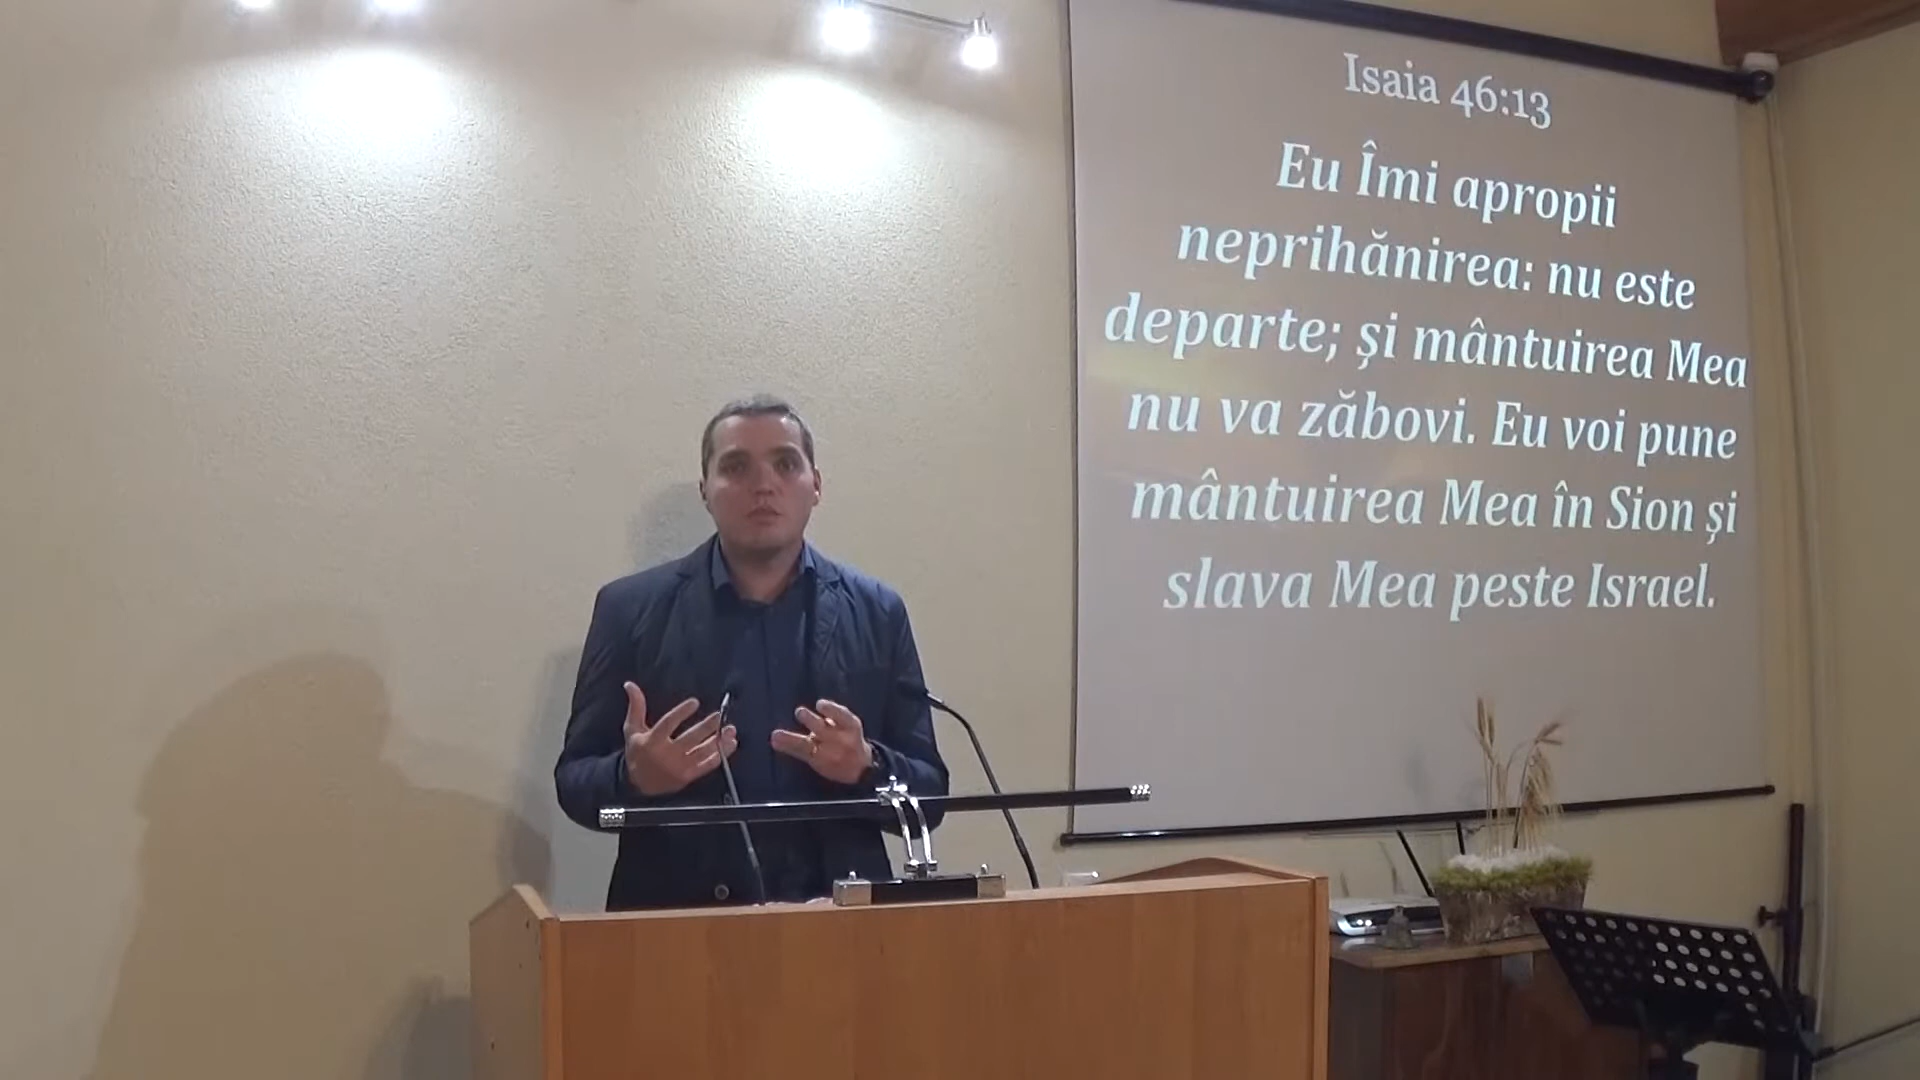 Isaia 46:13
Eu Îmi apropii
neprihănirea: nu este
departe; și mântuirea Mea
nu va zăbovi. Eu voi pune
mântuirea Mea în Sion și
slava Mea peste Israel.